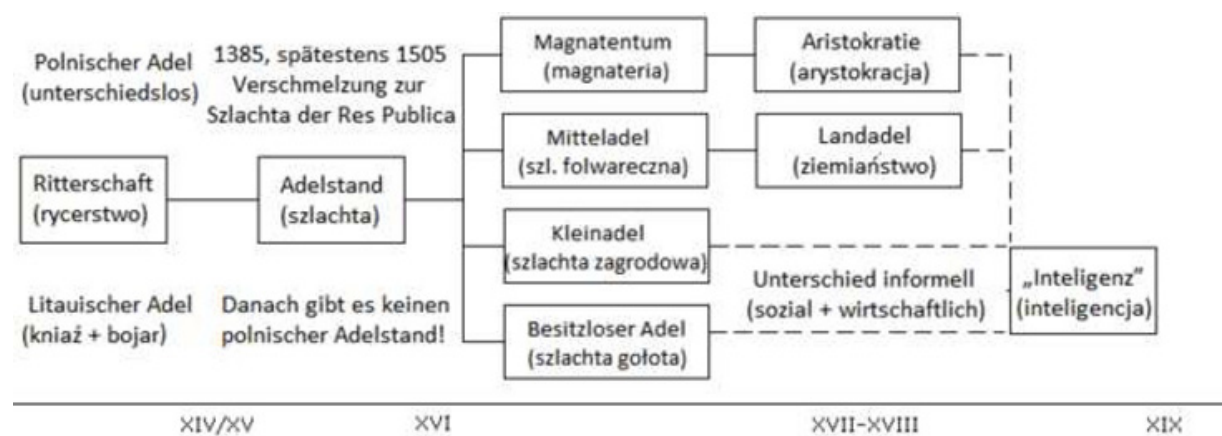 Polnischer Adel
(unterschiedslos)
1385, spätestens 1505
Verschmelzung zur
Szlachta der Res Publica
Magnatentum
(magnateria)
Aristokratie
(arystokracja)
Mitteladel
(szl. folwareczna)
Landadel
(ziemiaństwo)
Ritterschaft
(rycerstwo)
Adelstand
(szlachta)
Kleinadel
(szlachta zagrodowa)
Unterschied informell
(sozial + wirtschaftlich)
„Inteligenz”
(inteligencja)
Litauischer Adel
(kniaź + bojar)
Danach gibt es keinen
polnischer Adelstand!
Besitzloser Adel
(szlachta gołota)
XIV/XV
XVI
XVII-XVIII
XIX